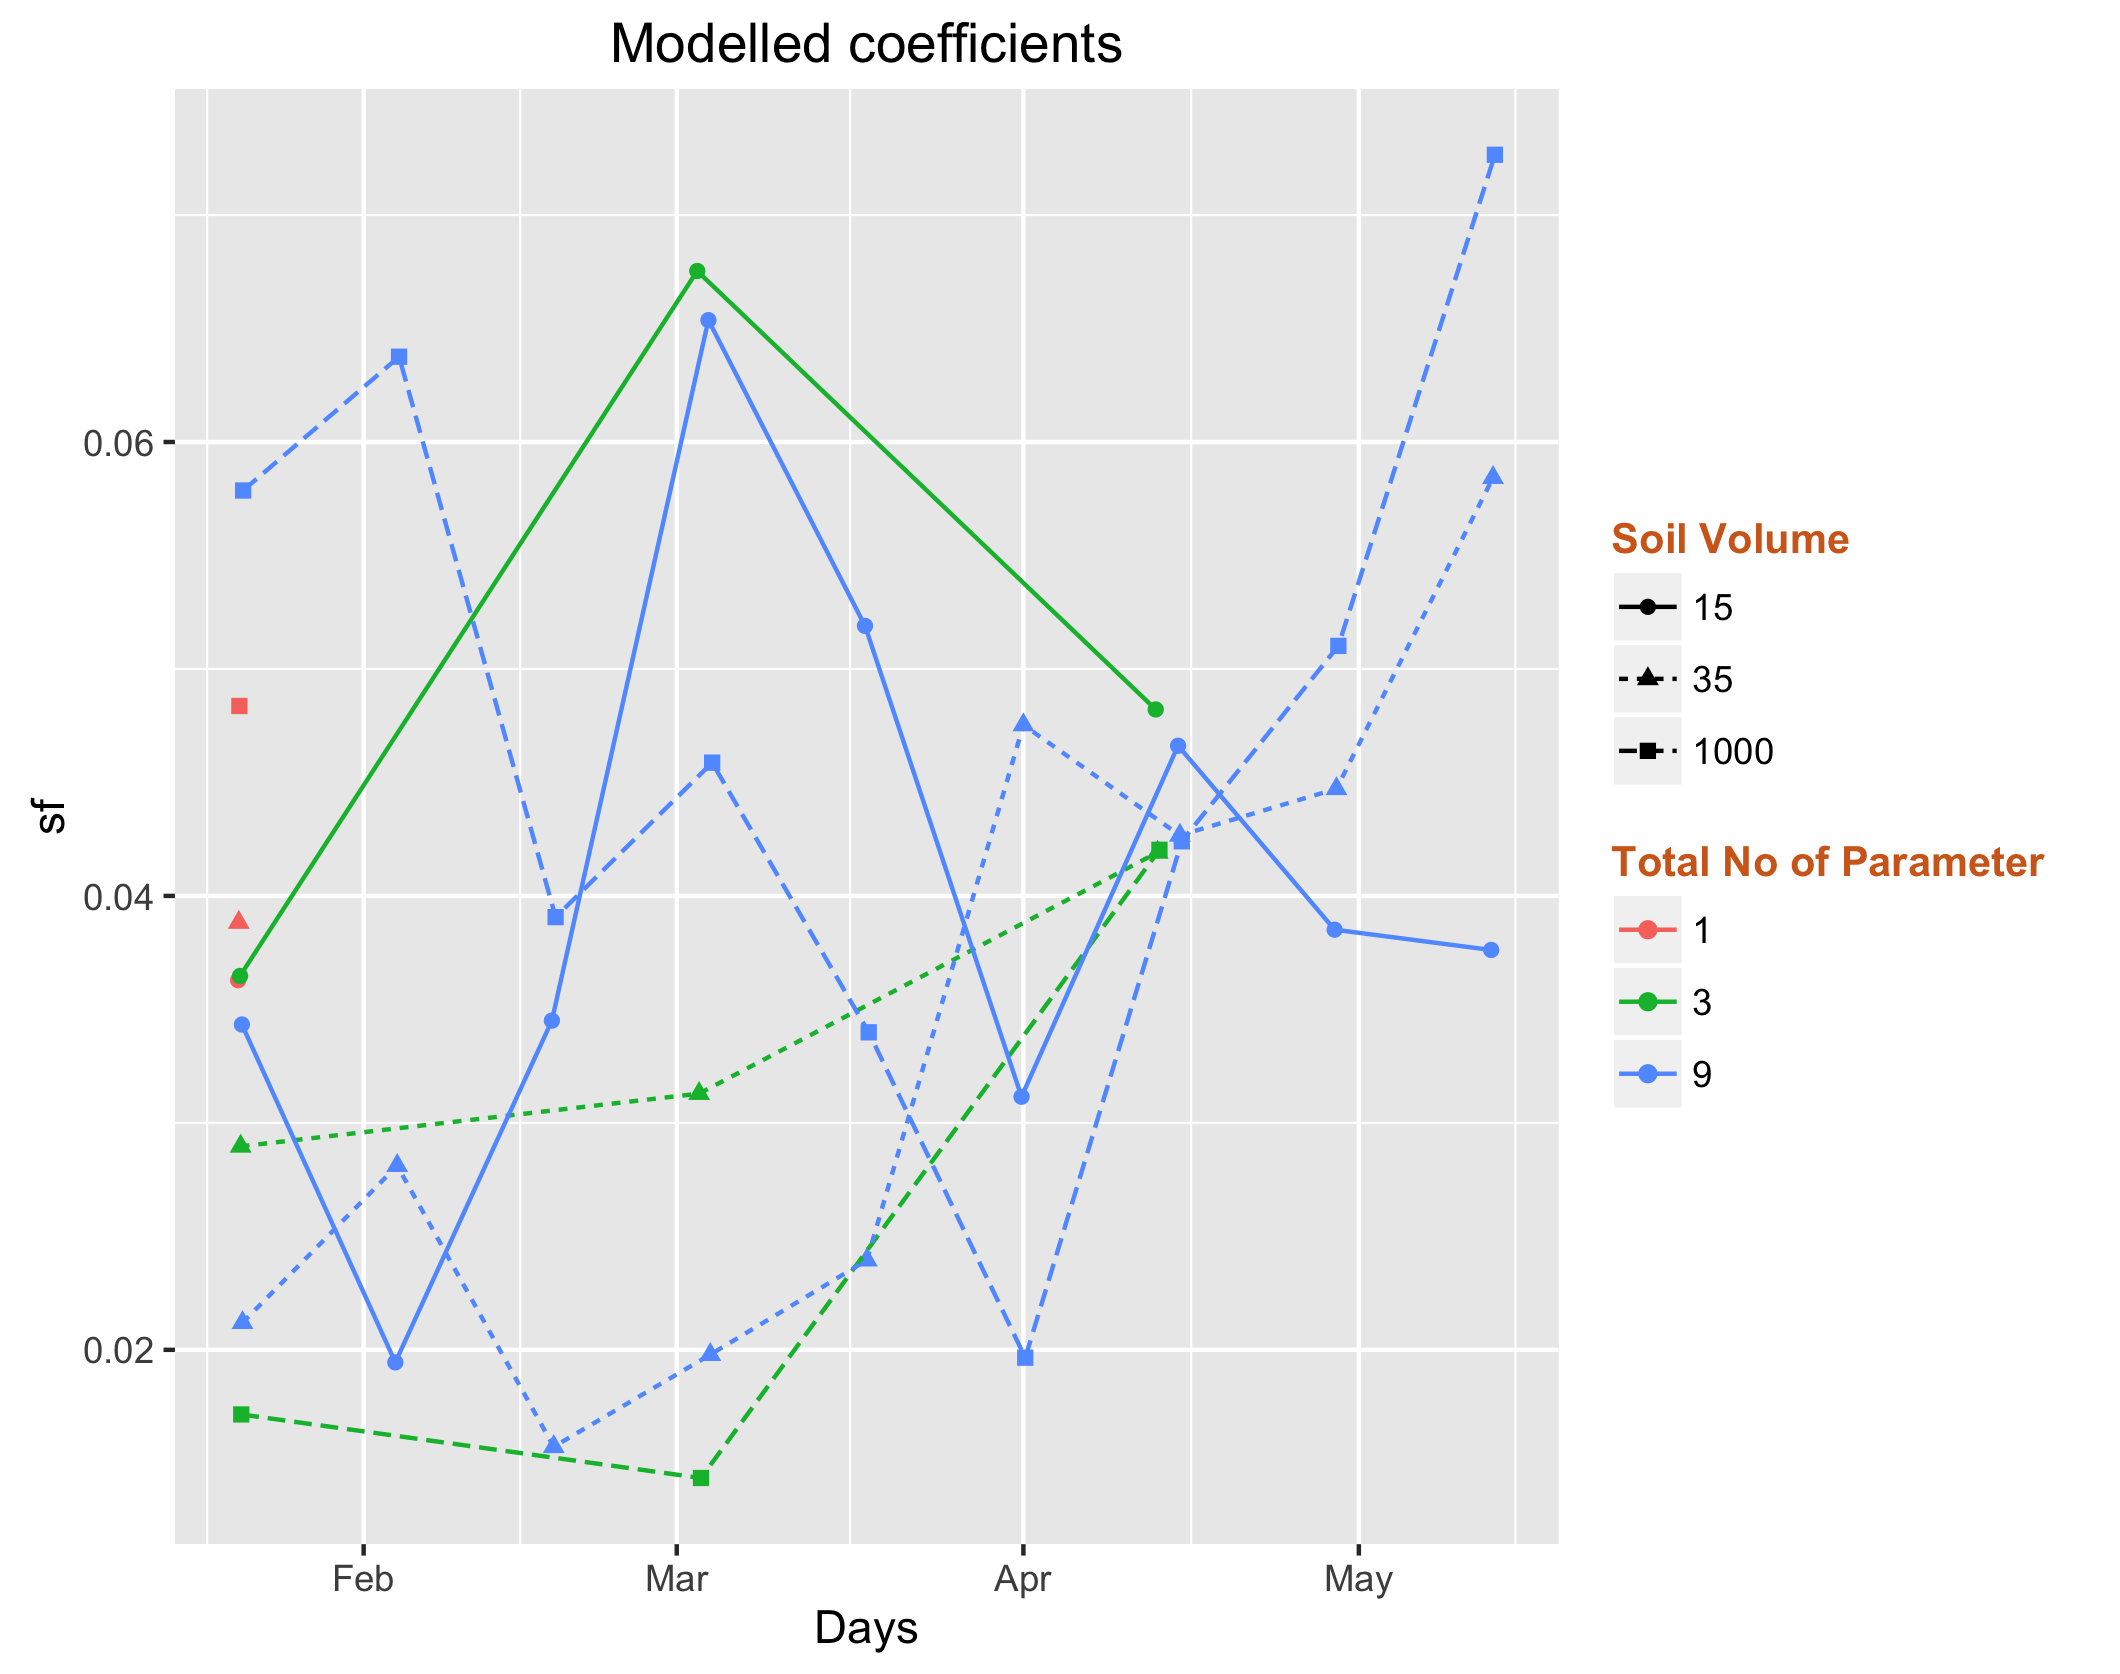 Modelled coefficients
0.06
0.04
0.02
sf
Feb Mar Apr May
Days
Soil Volume
15
35
1000
Total No of Parameter
1
3
9